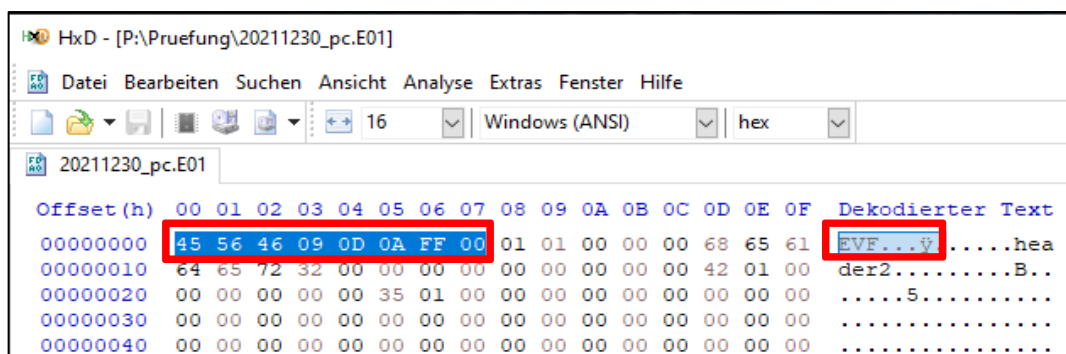 HxD - [P:\Pruefung\20211230_pc.E01]
Datei Bearbeiten Suchen Ansicht Analyse Extras Fenster Hilfe
16 Windows (ANSI) hex
20211230_pc.E01
Offset(h) 00 01 02 03 04 05 06 07 08 09 0A 0B 0C 0D 0E 0F Dekodierter Text
00000000 45 56 46 09 0D 0A FF 00 01 01 00 00 00 68 65 61 EVF...ÿ......hea
00000010 64 65 72 32 00 00 00 00 00 00 00 00 00 42 01 00 der2.........B..
00000020 00 00 00 00 00 35 01 00 00 00 00 00 00 00 00 00 .....5..........
00000030 00 00 00 00 00 00 00 00 00 00 00 00 00 00 00 00 ................
00000040 00 00 00 00 00 00 00 00 00 00 00 00 00 00 00 00 ................